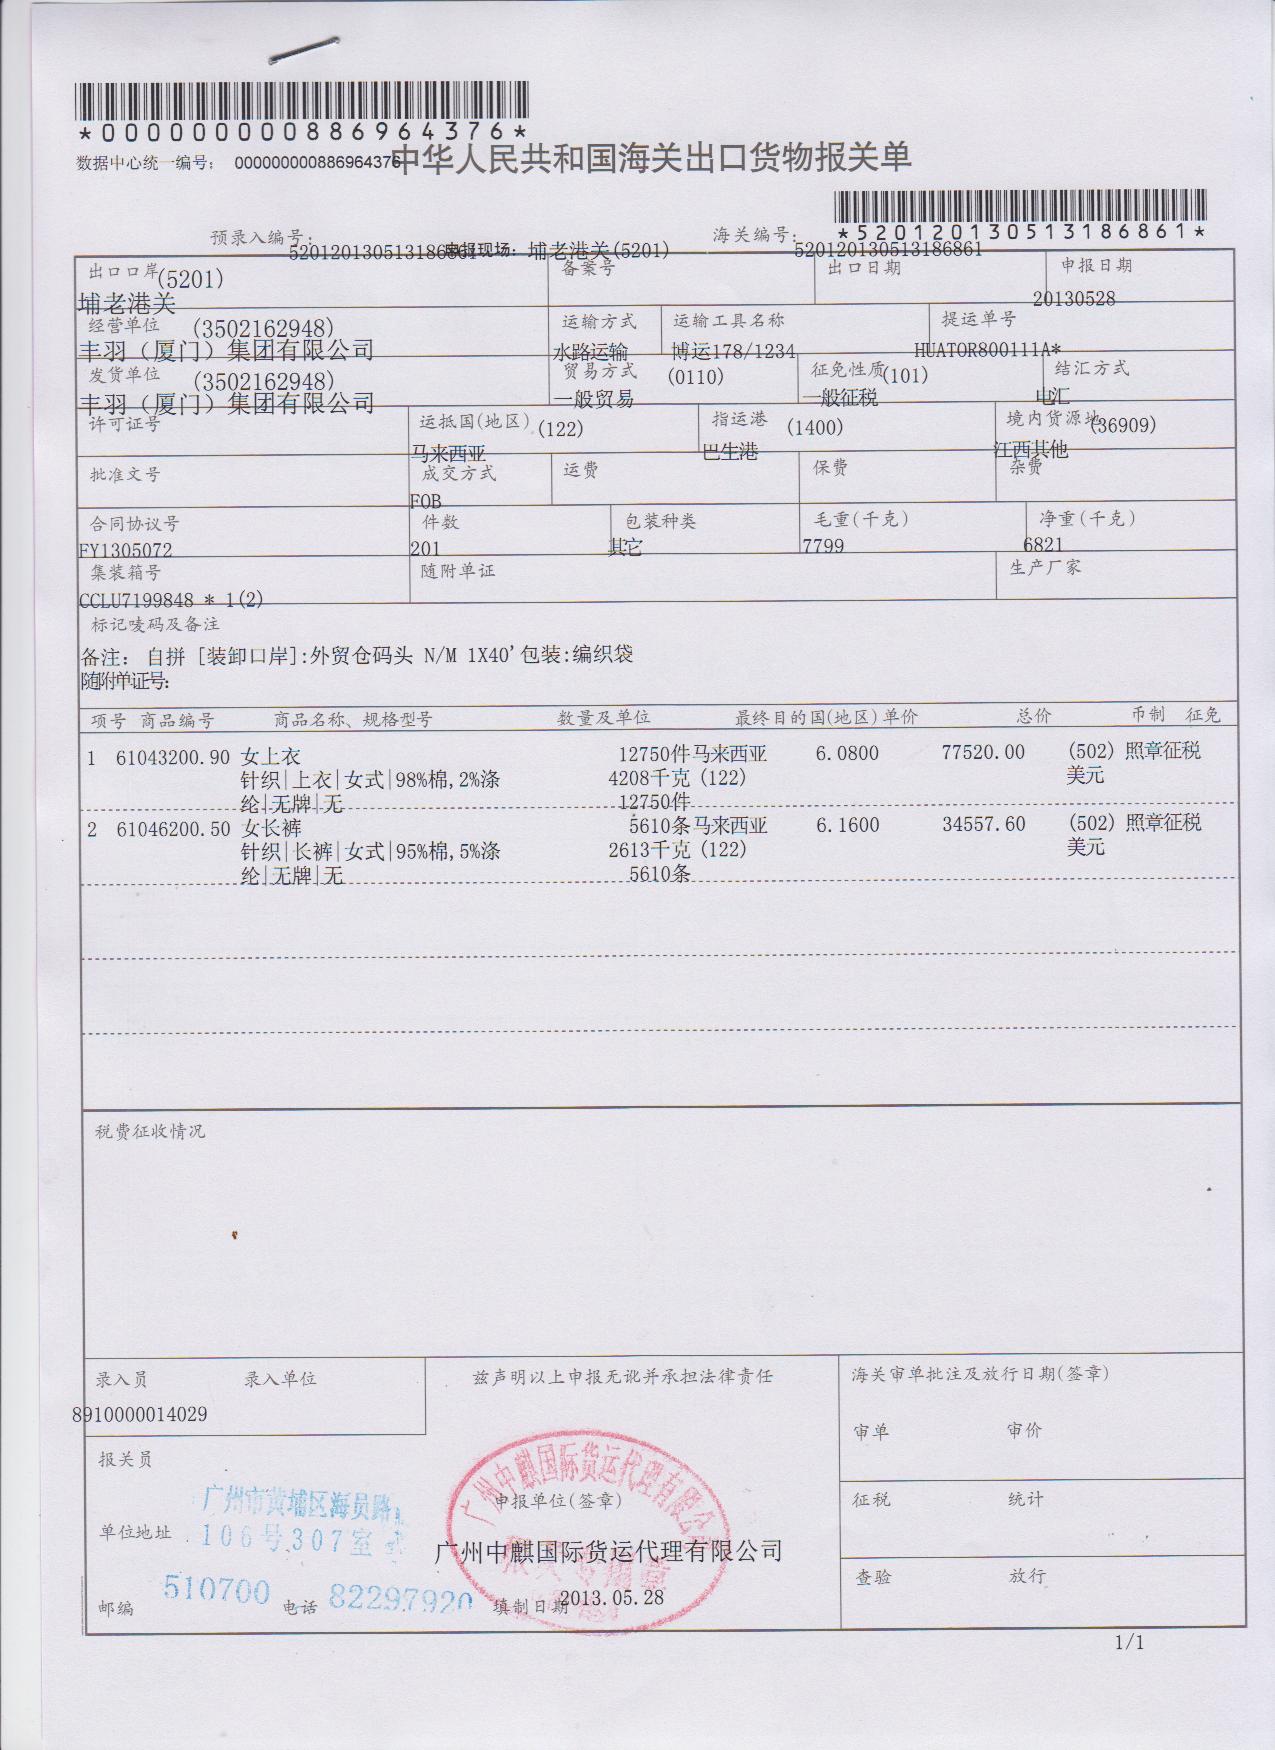 *000000000886964376*
数据中心统一编号： 000000000886964376
中华人民共和国海关出口货物报关单
*520120130513186861*
预录入编号： 520120130513186861 申报现场： 埔老港关(5201) 海关编号： 520120130513186861
出口口岸 (5201) 备案号 出口日期 申报日期
埔老港关 20130528
经营单位 (3502162948) 运输方式 运输工具名称 提运单号
丰羽（厦门）集团有限公司 水路运输 博运178/1234 HUATOR800111A*
发货单位 (3502162948) 贸易方式 (0110) 征免性质 (101) 结汇方式
丰羽（厦门）集团有限公司 一般贸易 一般征税 电汇
许可证号 运抵国(地区) (122) 指运港 (1400) 境内货源地 (36909)
马来西亚 巴生港 江西其他
批准文号 成交方式 运费 保费 杂费
FOB
合同协议号 件数 包装种类 毛重(千克) 净重(千克)
FY1305072 201 其它 7799 6821
集装箱号 随附单证 生产厂家
CCLU7199848 * 1(2)
标记唛码及备注
备注： 自拼 [装卸口岸]:外贸仓码头 N/M 1X40'包装:编织袋
随附单证号:
项号 商品编号 商品名称、规格型号 数量及单位 最终目的国(地区) 单价 总价 币制 征免
1 61043200.90 女上衣 12750件 马来西亚 6.0800 77520.00 (502) 照章征税
针织|上衣|女式|98%棉,2%涤 4208千克 (122) 美元
纶|无牌|无 12750件
2 61046200.50 女长裤 5610条 马来西亚 6.1600 34557.60 (502) 照章征税
针织|长裤|女式|95%棉,5%涤 2613千克 (122) 美元
纶|无牌|无 5610条
税费征收情况
录入员 录入单位 兹声明以上申报无讹并承担法律责任 海关审单批注及放行日期(签章)
8910000014029
审单 审价
报关员
广州中麒国际货运代理有限公司
广州市黄埔区海员路
申报单位(签章) 征税 统计
单位地址 106号307室
广州中麒国际货运代理有限公司
查验 放行
邮编 510700 电话 82297920 填制日期 2013.05.28
1/1